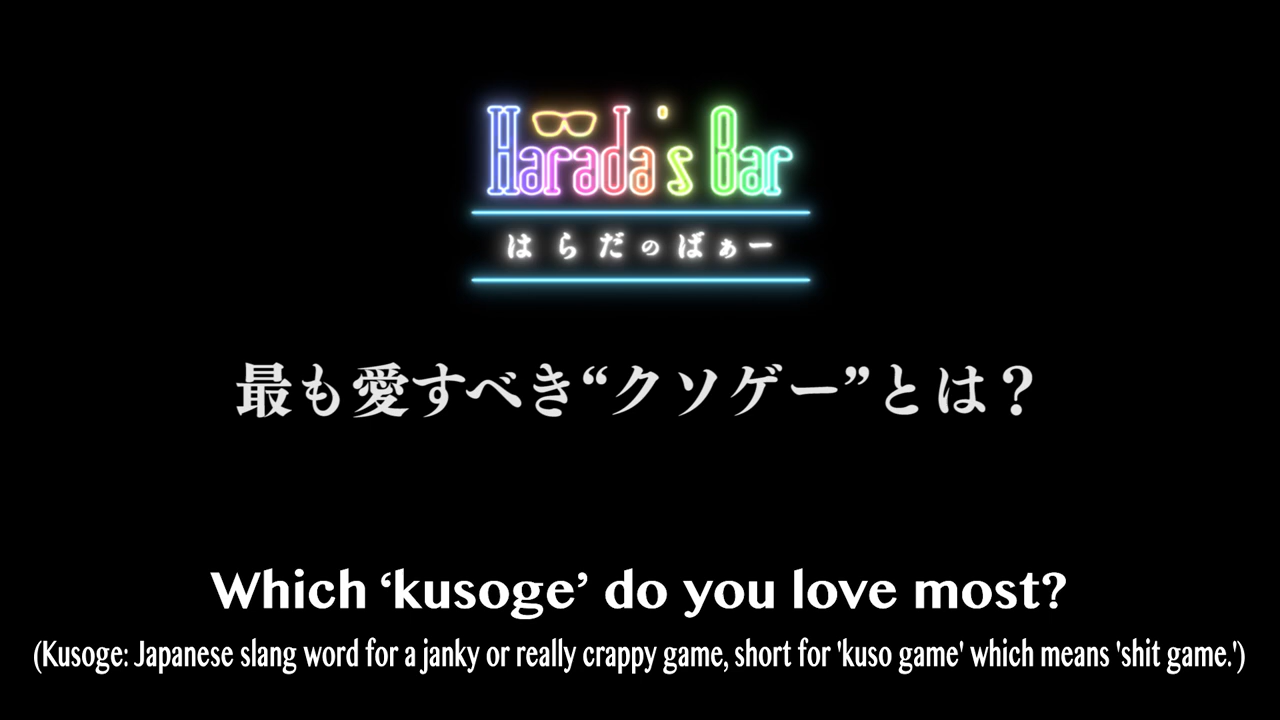 Harada's Bar
はらだのばぁー
最も愛すべき“クソゲー”とは？
Which ‘kusoge’ do you love most?
(Kusoge: Japanese slang word for a janky or really crappy game, short for 'kuso game' which means 'shit game.')